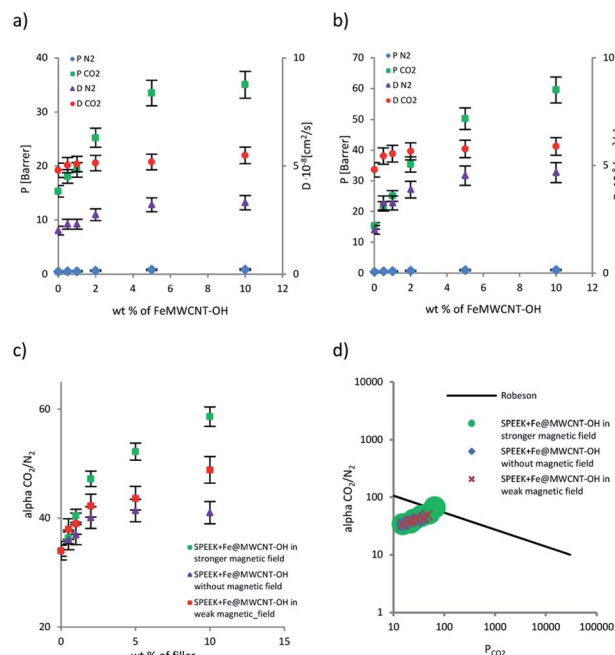 a)
P N2
P CO2
D N2
D CO2
40
30
20
10
0
P [Barrer]
10
5
0
D ·10⁻⁸[cm²/s]
0 2 4 6 8 10 12
wt % of FeMWCNT-OH
b)
P N2
P CO2
D N2
D CO2
70
60
50
40
30
20
10
0
P [Barrer]
10
5
0
0 2 4 6 8 10 12
wt % of FeMWCNT-OH
c)
60
40
20
alpha CO₂/N₂
SPEEK+Fe@MWCNT-OH in
stronger magnetic field
SPEEK+Fe@MWCNT-OH
without magnetic field
SPEEK+Fe@MWCNT-OH in
weak magnetic_field
0 5 10 15
wt % of filler
d)
10000
1000
100
10
1
alpha CO₂/N₂
Robeson
SPEEK+Fe@MWCNT-OH in
stronger magnetic field
SPEEK+Fe@MWCNT-OH
without magnetic field
SPEEK+Fe@MWCNT-OH in
weak magnetic field
10 100 1000 10000 100000
P_CO2